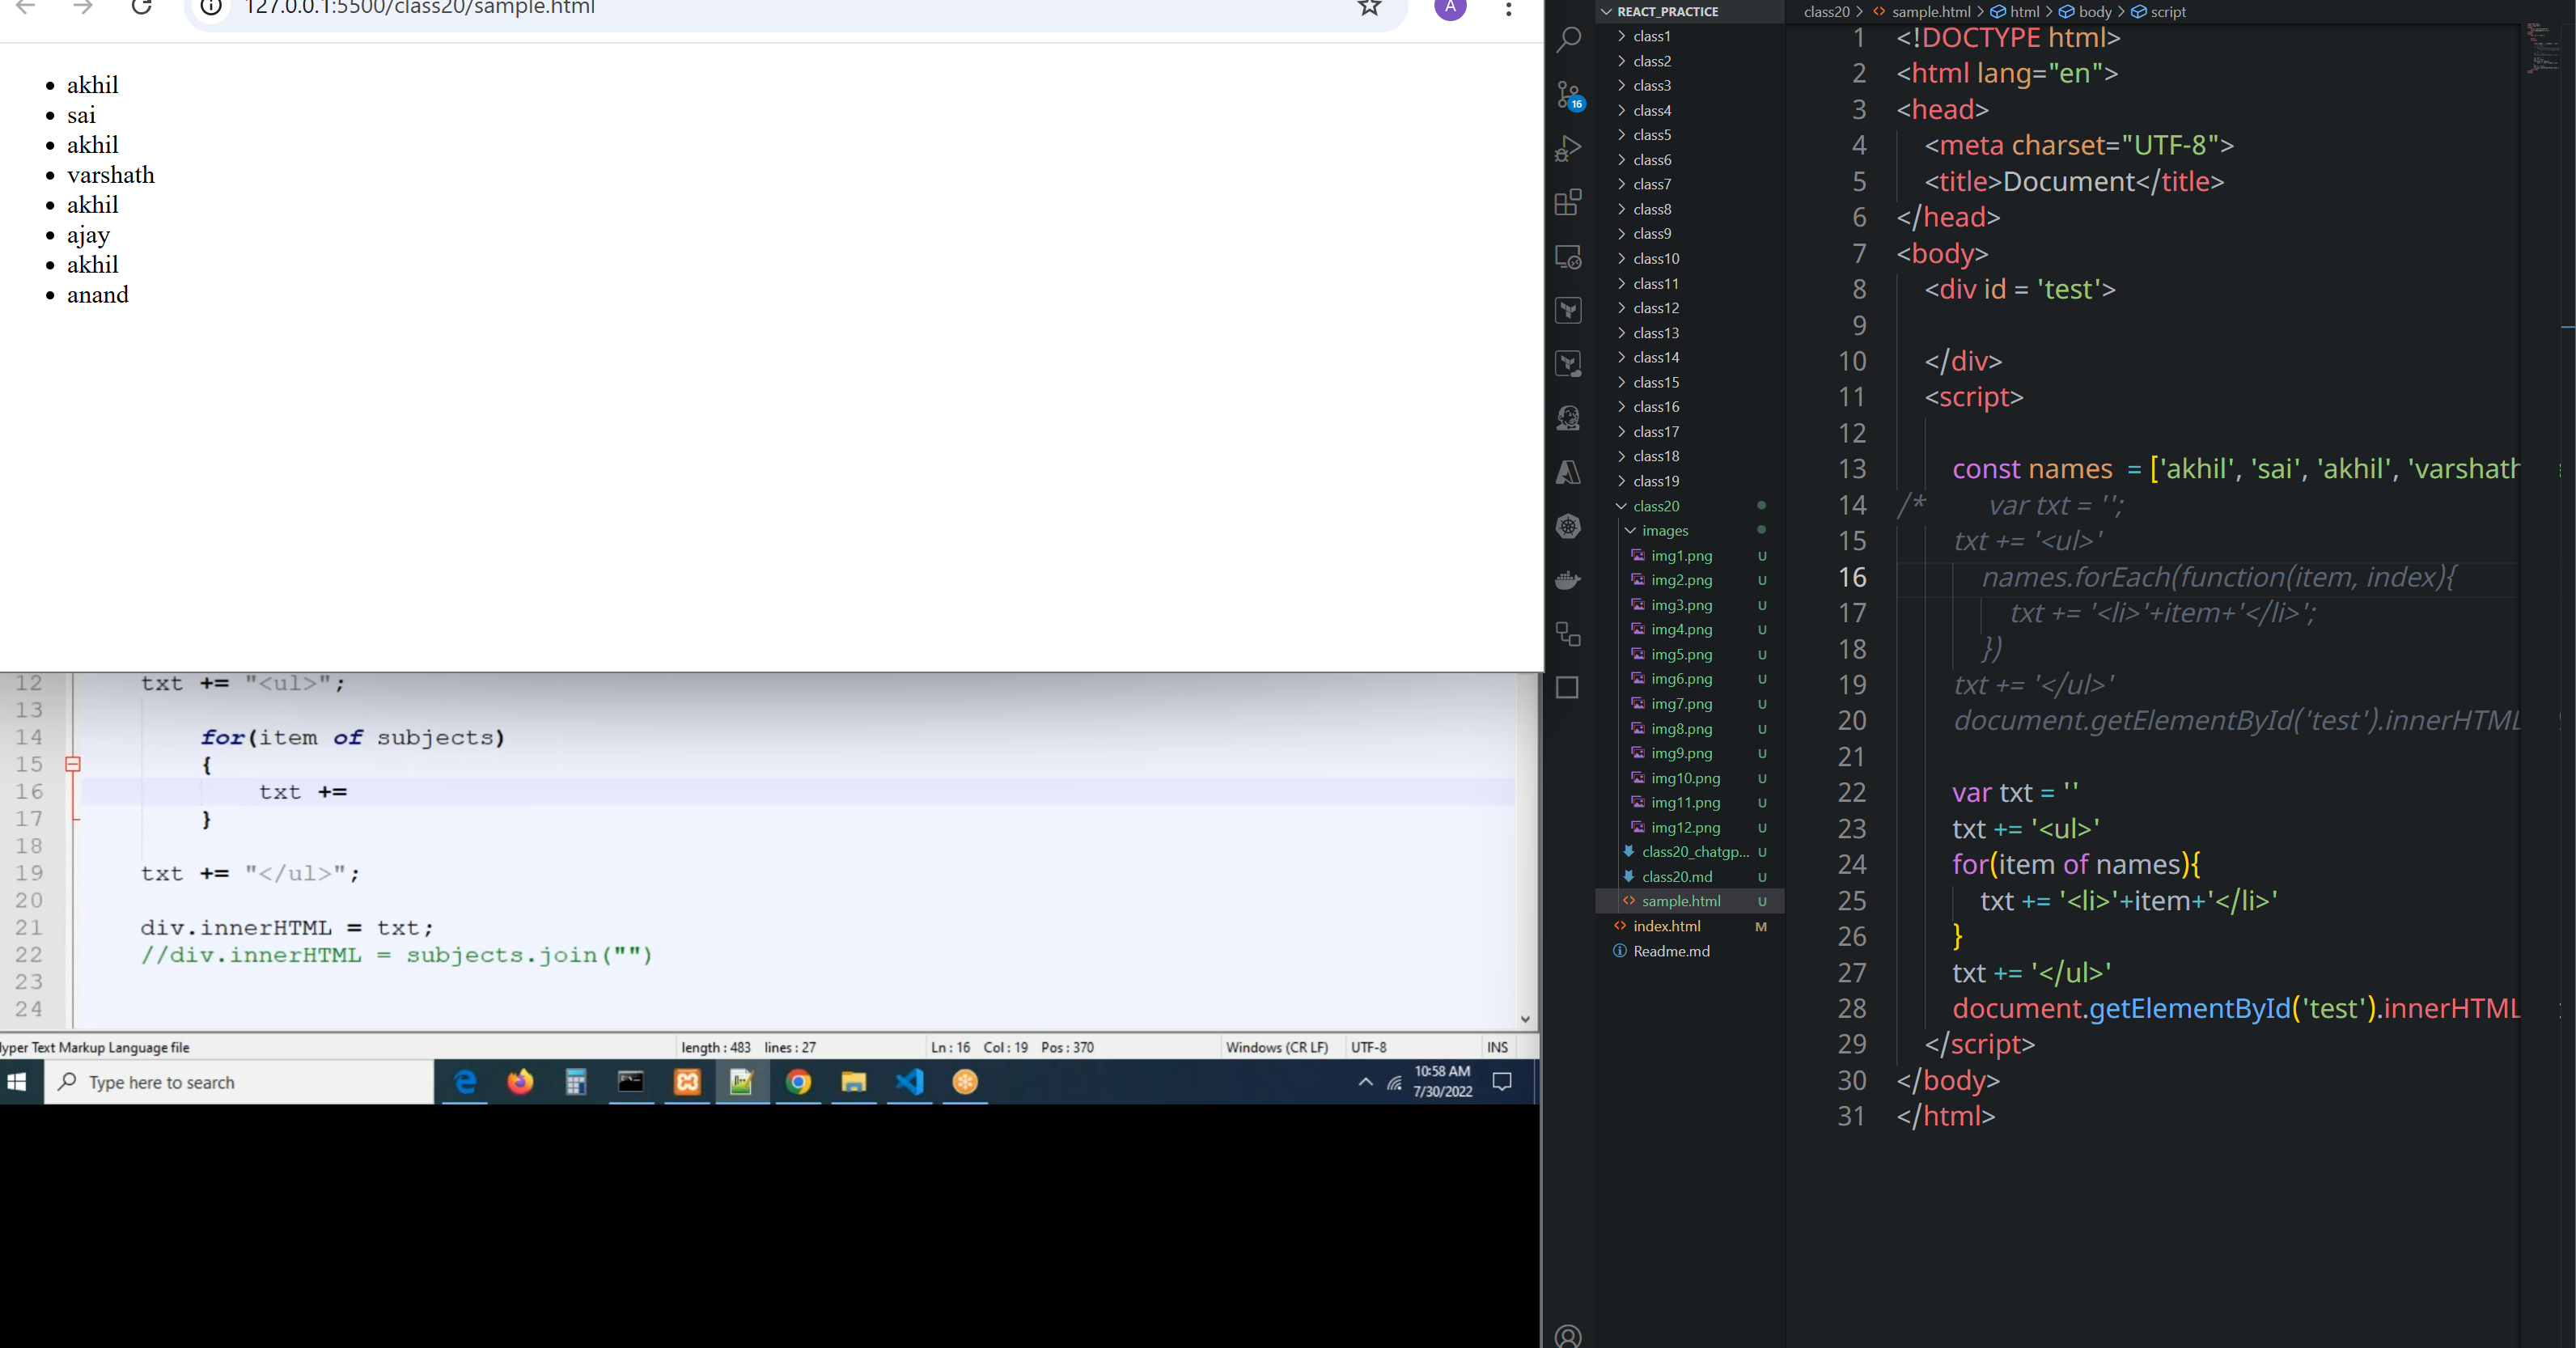 127.0.0.1:5500/class20/sample.html
A
akhil
sai
akhil
varshath
akhil
ajay
akhil
anand
12 txt += "<ul>";
13
14 for(item of subjects)
15 {
16 txt +=
17 }
18
19 txt += "</ul>";
20
21 div.innerHTML = txt;
22 //div.innerHTML = subjects.join("")
23
24
yper Text Markup Language file length : 483 lines : 27 Ln : 16 Col : 19 Pos : 370 Windows (CR LF) UTF-8 INS
Type here to search
10:58 AM
7/30/2022
16
REACT_PRACTICE
class1
class2
class3
class4
class5
class6
class7
class8
class9
class10
class11
class12
class13
class14
class15
class16
class17
class18
class19
class20
images
img1.png U
img2.png U
img3.png U
img4.png U
img5.png U
img6.png U
img7.png U
img8.png U
img9.png U
img10.png U
img11.png U
img12.png U
class20_chatgp... U
class20.md U
sample.html U
index.html M
Readme.md
class20 > sample.html > html > body > script
1 <!DOCTYPE html>
2 <html lang="en">
3 <head>
4 <meta charset="UTF-8">
5 <title>Document</title>
6 </head>
7 <body>
8 <div id = 'test'>
9
10 </div>
11 <script>
12
13 const names = ['akhil', 'sai', 'akhil', 'varshath
14 /* var txt = '';
15 txt += '<ul>'
16 names.forEach(function(item, index){
17 txt += '<li>'+item+'</li>';
18 })
19 txt += '</ul>'
20 document.getElementById('test').innerHTML
21
22 var txt = ''
23 txt += '<ul>'
24 for(item of names){
25 txt += '<li>'+item+'</li>'
26 }
27 txt += '</ul>'
28 document.getElementById('test').innerHTML
29 </script>
30 </body>
31 </html>